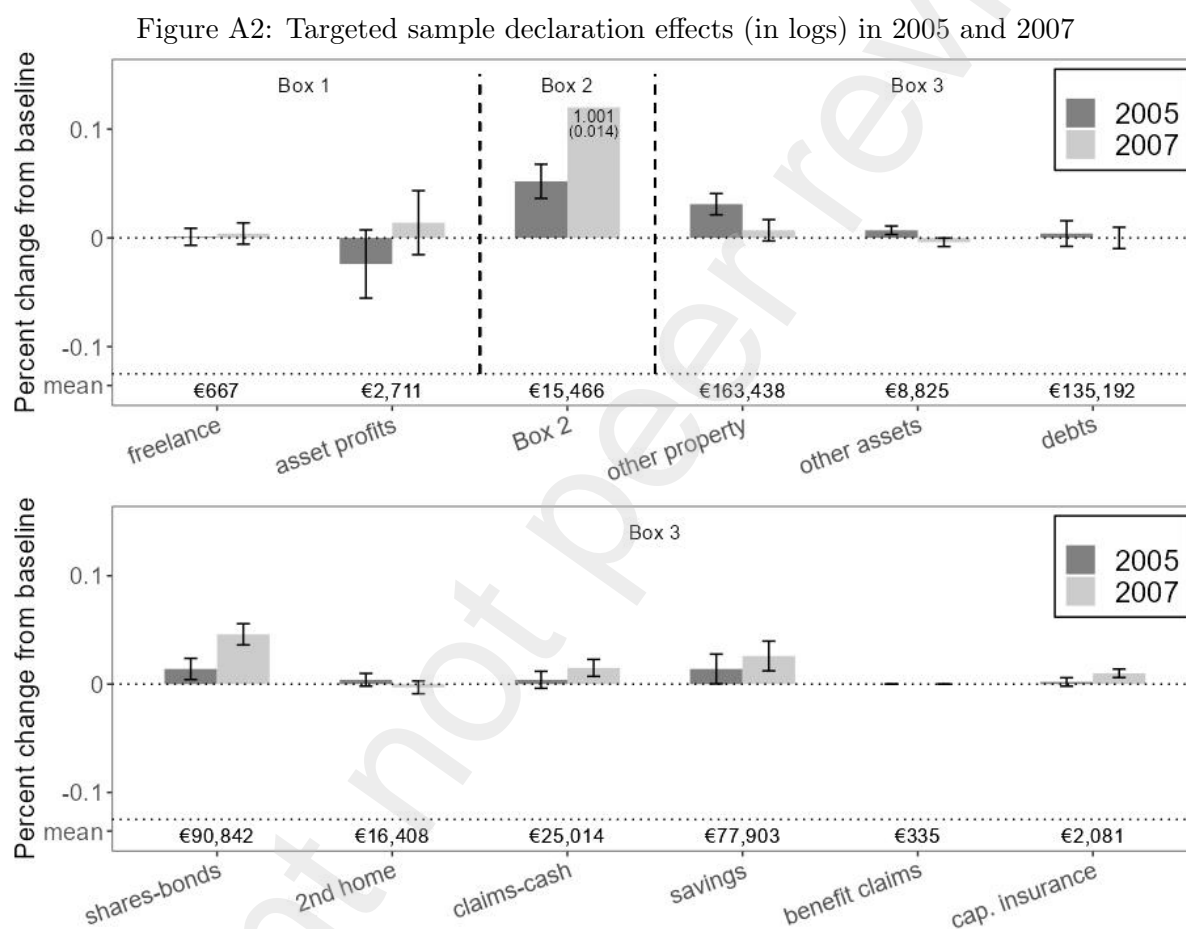 Figure A2: Targeted sample declaration effects (in logs) in 2005 and 2007
Percent change from baseline
Box 1
Box 2
Box 3
2005
2007
0.1
0
-0.1
1.001
(0.014)
mean
€667
€2,711
€15,466
€163,438
€8,825
€135,192
freelance
asset profits
Box 2
other property
other assets
debts
Percent change from baseline
Box 3
2005
2007
0.1
0
-0.1
mean
€90,842
€16,408
€25,014
€77,903
€335
€2,081
shares-bonds
2nd home
claims-cash
savings
benefit claims
cap. insurance
not peer rev